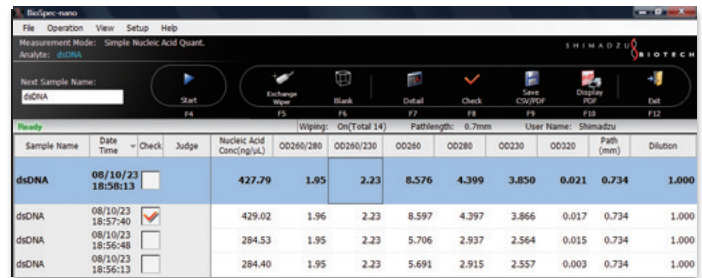 BioSpec-nano
File Operation View Setup Help
Measurement Mode: Simple Nucleic Acid Quant.
Analyte: dsDNA
SHIMADZU
BIOTECH
Next Sample Name:
dsDNA
Start
F4
Exchange Wiper
F5
Blank
F6
Detail
F7
Check
F8
Save CSV/PDF
F9
Display PDF
F10
Exit
F12
Ready Wiping: On(Total 14) Pathlength: 0.7mm User Name: Shimadzu
Sample Name Date Time Check Judge Nucleic Acid Conc(ng/µL) OD260/280 OD260/230 OD260 OD280 OD230 OD320 Path (mm) Dilution
dsDNA 08/10/23 18:58:13 427.79 1.95 2.23 8.576 4.399 3.850 0.021 0.734 1.000
dsDNA 08/10/23 18:57:40 429.02 1.96 2.23 8.597 4.397 3.866 0.017 0.734 1.000
dsDNA 08/10/23 18:56:48 284.53 1.95 2.23 5.706 2.937 2.564 0.015 0.734 1.000
dsDNA 08/10/23 18:56:13 284.40 1.95 2.23 5.691 2.915 2.557 0.003 0.734 1.000